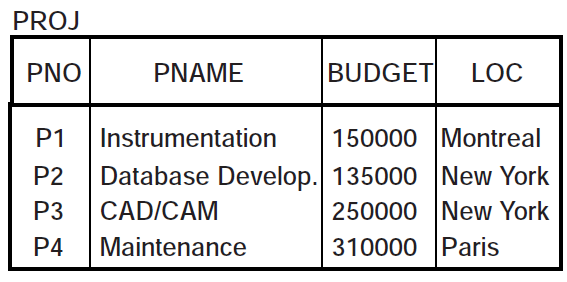 PROJ
PNO PNAME BUDGET LOC
P1 Instrumentation 150000 Montreal
P2 Database Develop. 135000 New York
P3 CAD/CAM 250000 New York
P4 Maintenance 310000 Paris